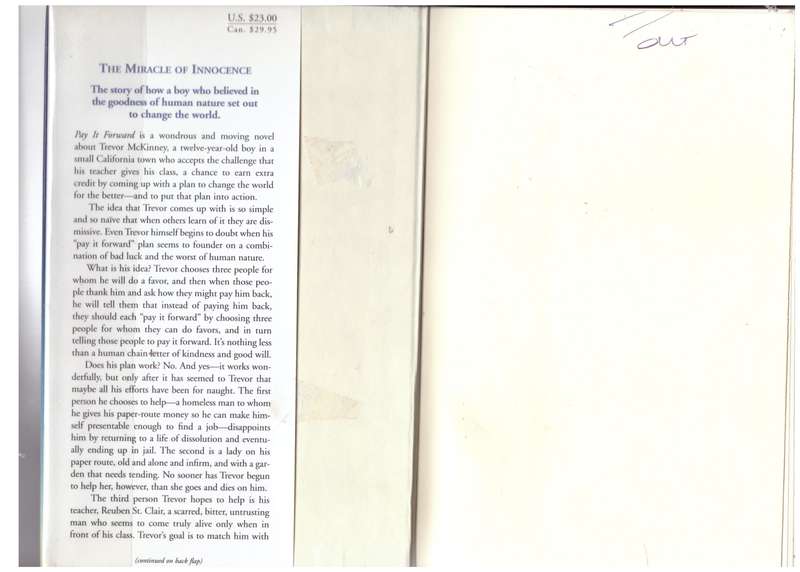 U.S. $23.00
Can. $29.95
THE MIRACLE OF INNOCENCE
The story of how a boy who believed in
the goodness of human nature set out
to change the world.
Pay It Forward is a wondrous and moving novel
about Trevor McKinney, a twelve-year-old boy in a
small California town who accepts the challenge that
his teacher gives his class, a chance to earn extra
credit by coming up with a plan to change the world
for the better—and to put that plan into action.
The idea that Trevor comes up with is so simple
and so naïve that when others learn of it they are dis-
missive. Even Trevor himself begins to doubt when his
"pay it forward" plan seems to founder on a combi-
nation of bad luck and the worst of human nature.
What is his idea? Trevor chooses three people for
whom he will do a favor, and then when those peo-
ple thank him and ask how they might pay him back,
he will tell them that instead of paying him back,
they should each "pay it forward" by choosing three
people for whom they can do favors, and in turn
telling those people to pay it forward. It's nothing less
than a human chain letter of kindness and good will.
Does his plan work? No. And yes—it works won-
derfully, but only after it has seemed to Trevor that
maybe all his efforts have been for naught. The first
person he chooses to help—a homeless man to whom
he gives his paper-route money so he can make him-
self presentable enough to find a job—disappoints
him by returning to a life of dissolution and eventu-
ally ending up in jail. The second is a lady on his
paper route, old and alone and infirm, and with a gar-
den that needs tending. No sooner has Trevor begun
to help her, however, than she goes and dies on him.
The third person Trevor hopes to help is his
teacher, Reuben St. Clair, a scarred, bitter, untrusting
man who seems to come truly alive only when in
front of his class. Trevor's goal is to match him with
(continued on back flap)